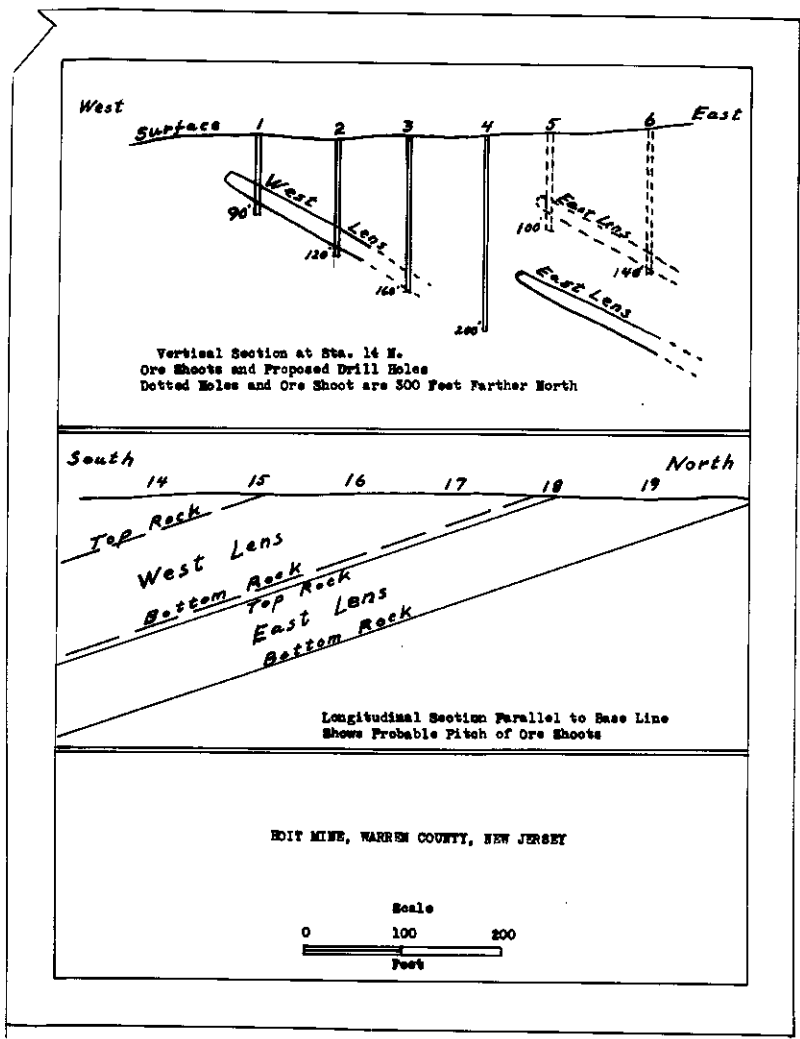 West
East
Surface
1 2 3 4 5 6
West Lens
90'
120'
160'
200'
East Lens
100'
140'
East Lens
Vertical Section at Sta. 14 N.
Ore Shoots and Proposed Drill Holes
Dotted Holes and Ore Shoot are 300 Feet Farther North
South
North
14 15 16 17 18 19
Top Rock
West Lens
Bottom Rock
Top Rock
East Lens
Bottom Rock
Longitudinal Section Parallel to Base Line
Shows Probable Pitch of Ore Shoots
HOIT MINE, WARREN COUNTY, NEW JERSEY
Scale
0 100 200
Feet